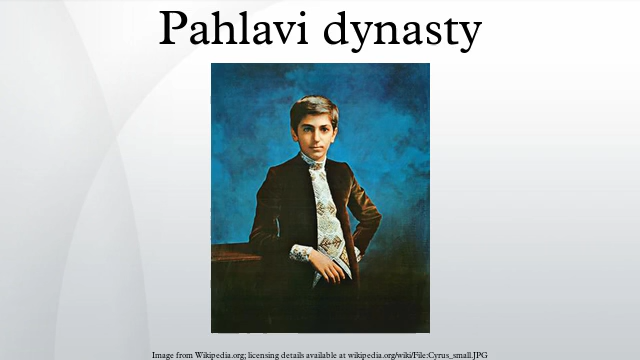 Pahlavi dynasty
Image from Wikipedia.org; licensing details available at wikipedia.org/wiki/File:Cyrus_small.JPG